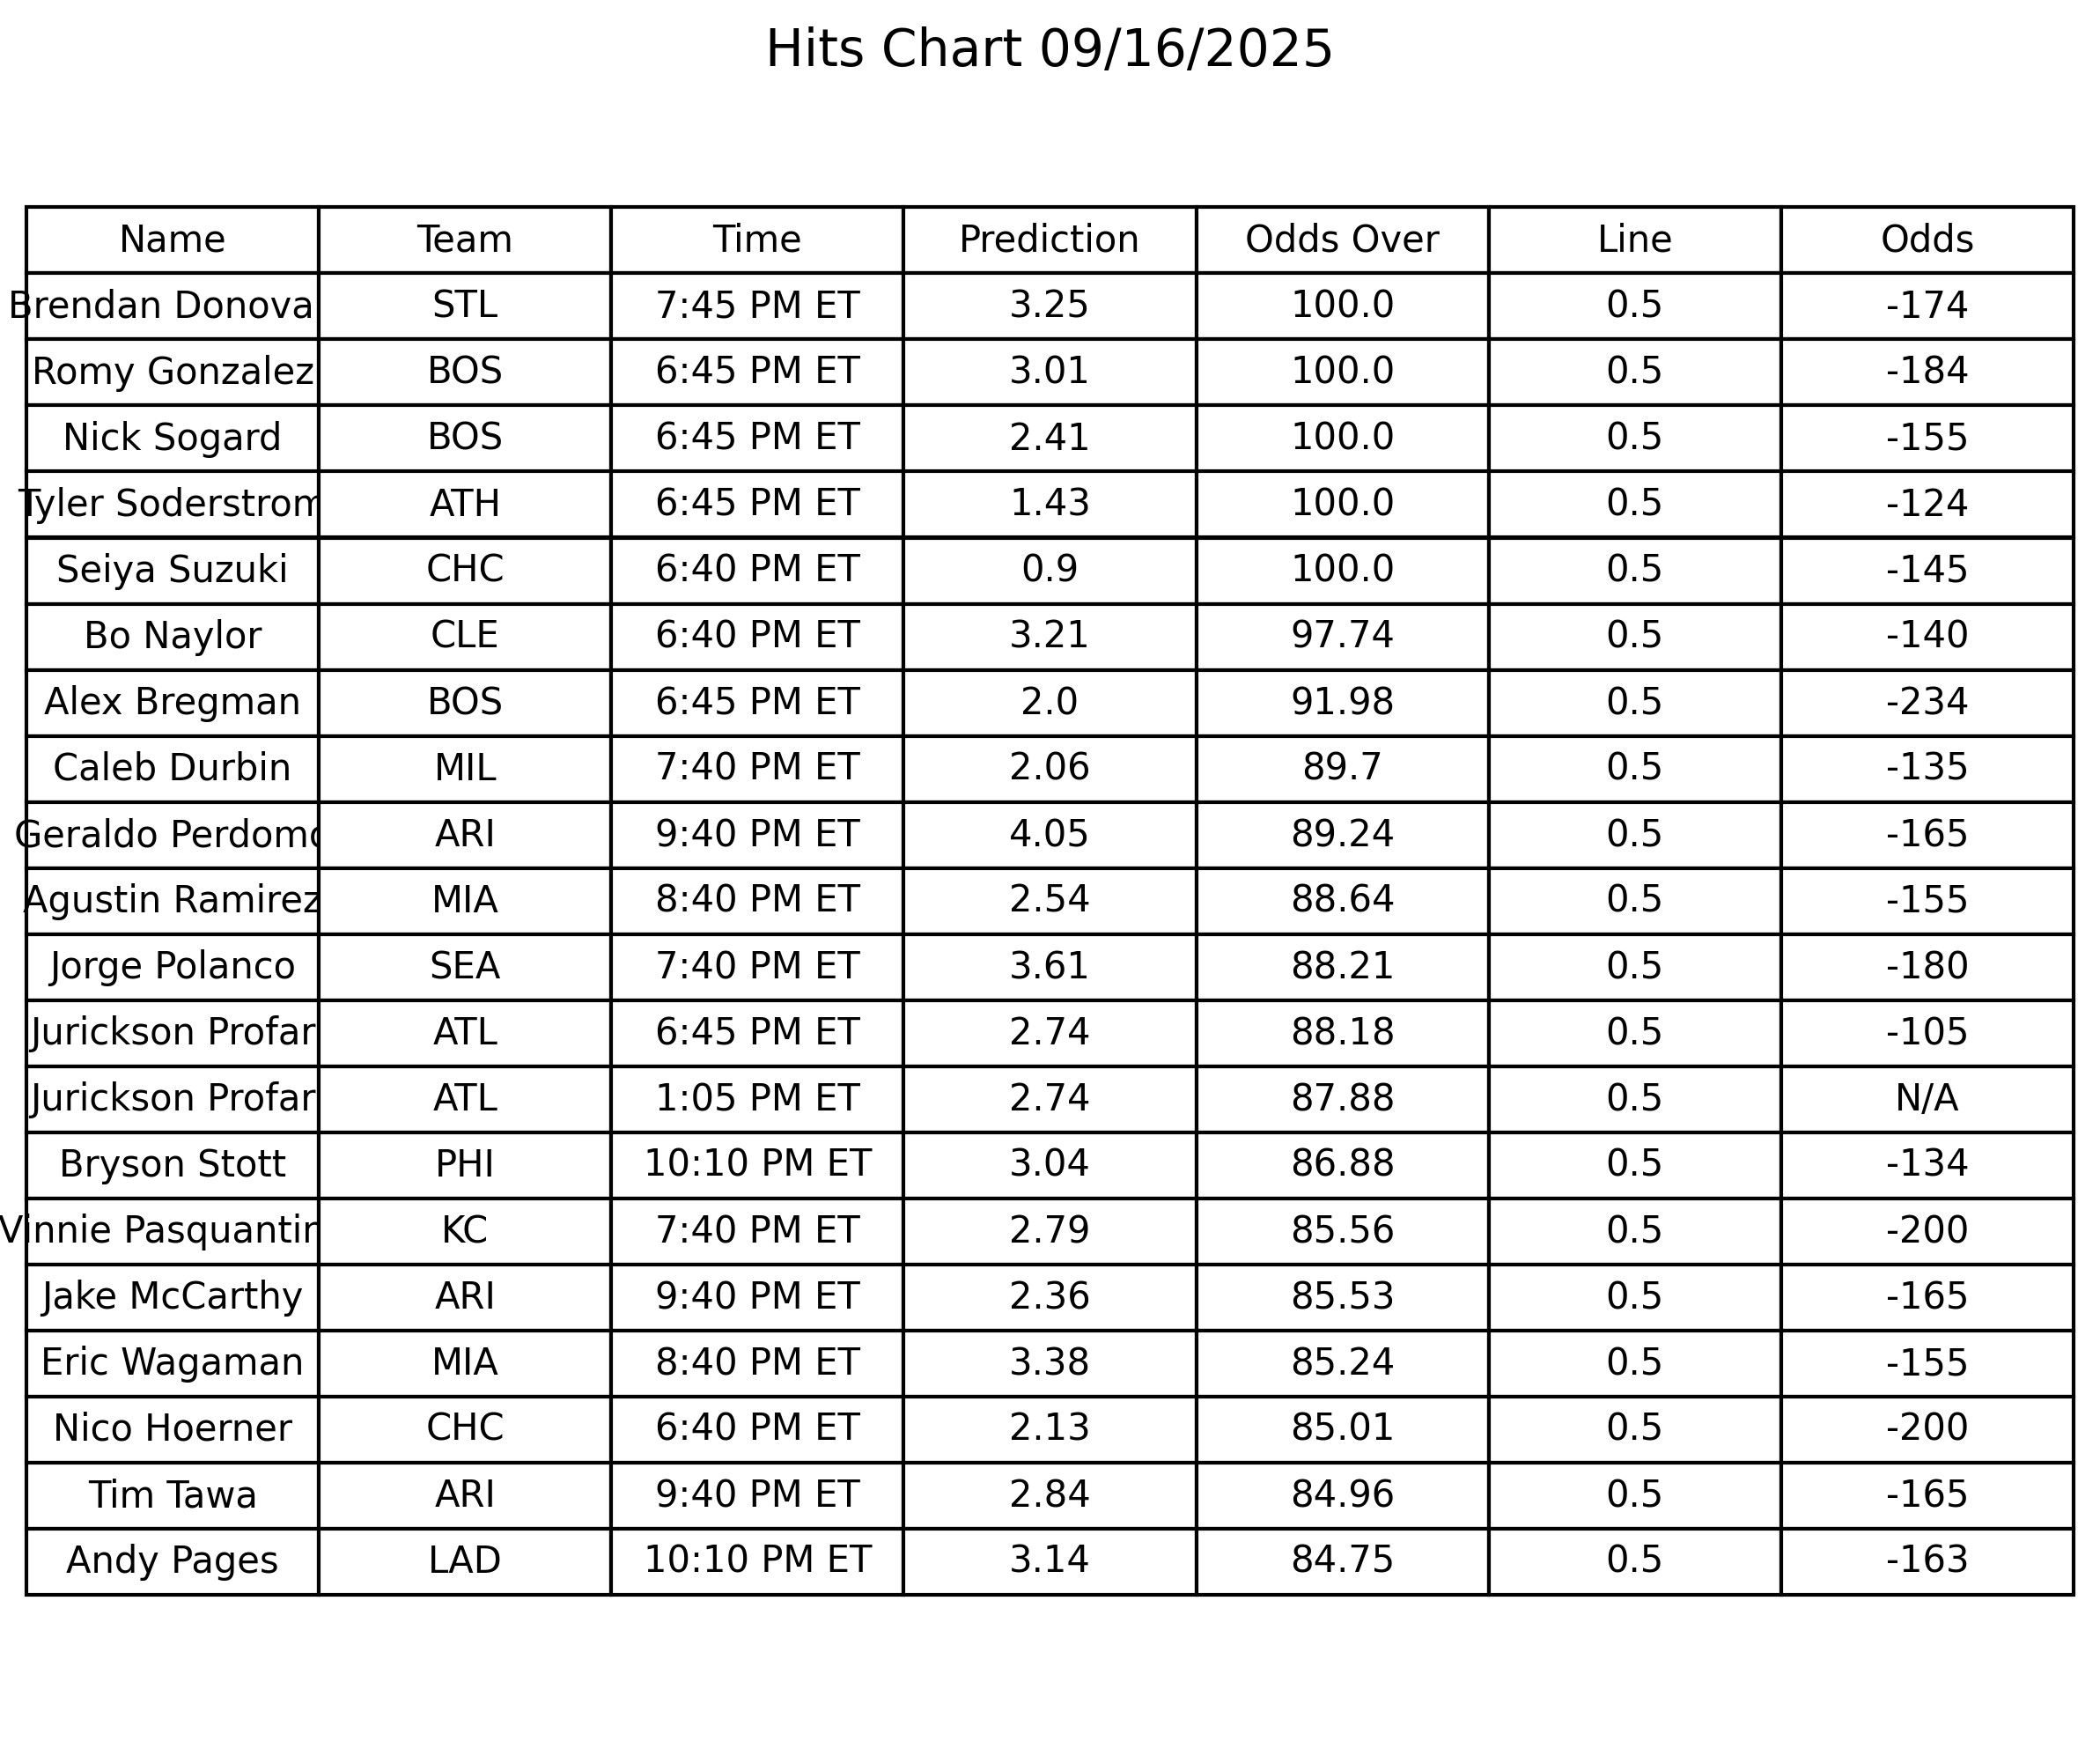 Hits Chart 09/16/2025
Name Team Time Prediction Odds Over Line Odds
Brendan Donova STL 7:45 PM ET 3.25 100.0 0.5 -174
Romy Gonzalez BOS 6:45 PM ET 3.01 100.0 0.5 -184
Nick Sogard BOS 6:45 PM ET 2.41 100.0 0.5 -155
Tyler Soderstrom ATH 6:45 PM ET 1.43 100.0 0.5 -124
Seiya Suzuki CHC 6:40 PM ET 0.9 100.0 0.5 -145
Bo Naylor CLE 6:40 PM ET 3.21 97.74 0.5 -140
Alex Bregman BOS 6:45 PM ET 2.0 91.98 0.5 -234
Caleb Durbin MIL 7:40 PM ET 2.06 89.7 0.5 -135
Geraldo Perdomo ARI 9:40 PM ET 4.05 89.24 0.5 -165
Agustin Ramirez MIA 8:40 PM ET 2.54 88.64 0.5 -155
Jorge Polanco SEA 7:40 PM ET 3.61 88.21 0.5 -180
Jurickson Profar ATL 6:45 PM ET 2.74 88.18 0.5 -105
Jurickson Profar ATL 1:05 PM ET 2.74 87.88 0.5 N/A
Bryson Stott PHI 10:10 PM ET 3.04 86.88 0.5 -134
Vinnie Pasquantin KC 7:40 PM ET 2.79 85.56 0.5 -200
Jake McCarthy ARI 9:40 PM ET 2.36 85.53 0.5 -165
Eric Wagaman MIA 8:40 PM ET 3.38 85.24 0.5 -155
Nico Hoerner CHC 6:40 PM ET 2.13 85.01 0.5 -200
Tim Tawa ARI 9:40 PM ET 2.84 84.96 0.5 -165
Andy Pages LAD 10:10 PM ET 3.14 84.75 0.5 -163